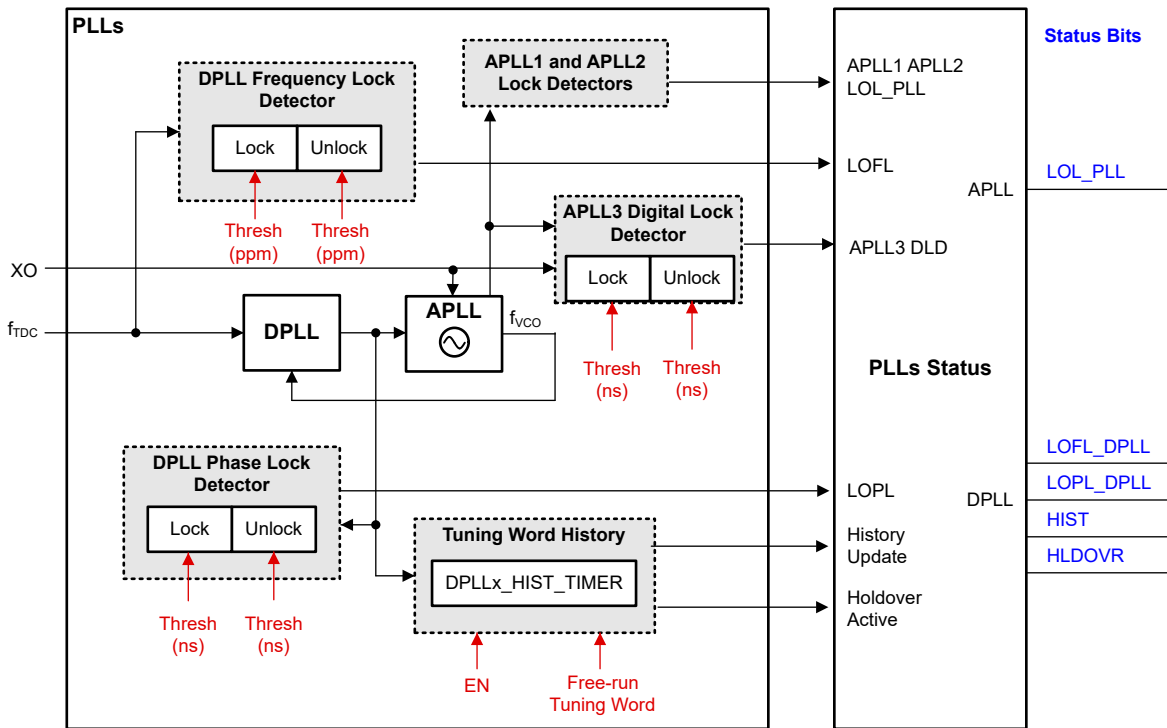 PLLs
DPLL Frequency Lock
Detector
Lock
Unlock
Thresh
(ppm)
Thresh
(ppm)
APLL1 and APLL2
Lock Detectors
APLL3 Digital Lock
Detector
Lock
Unlock
Thresh
(ns)
Thresh
(ns)
XO
fTDC
DPLL
APLL
fVCO
DPLL Phase Lock
Detector
Lock
Unlock
Thresh
(ns)
Thresh
(ns)
Tuning Word History
DPLLx_HIST_TIMER
EN
Free-run
Tuning Word
APLL1 APLL2
LOL_PLL
LOFL
APLL
APLL3 DLD
PLLs Status
LOPL
DPLL
History
Update
Holdover
Active
Status Bits
LOL_PLL
LOFL_DPLL
LOPL_DPLL
HIST
HLDOVR